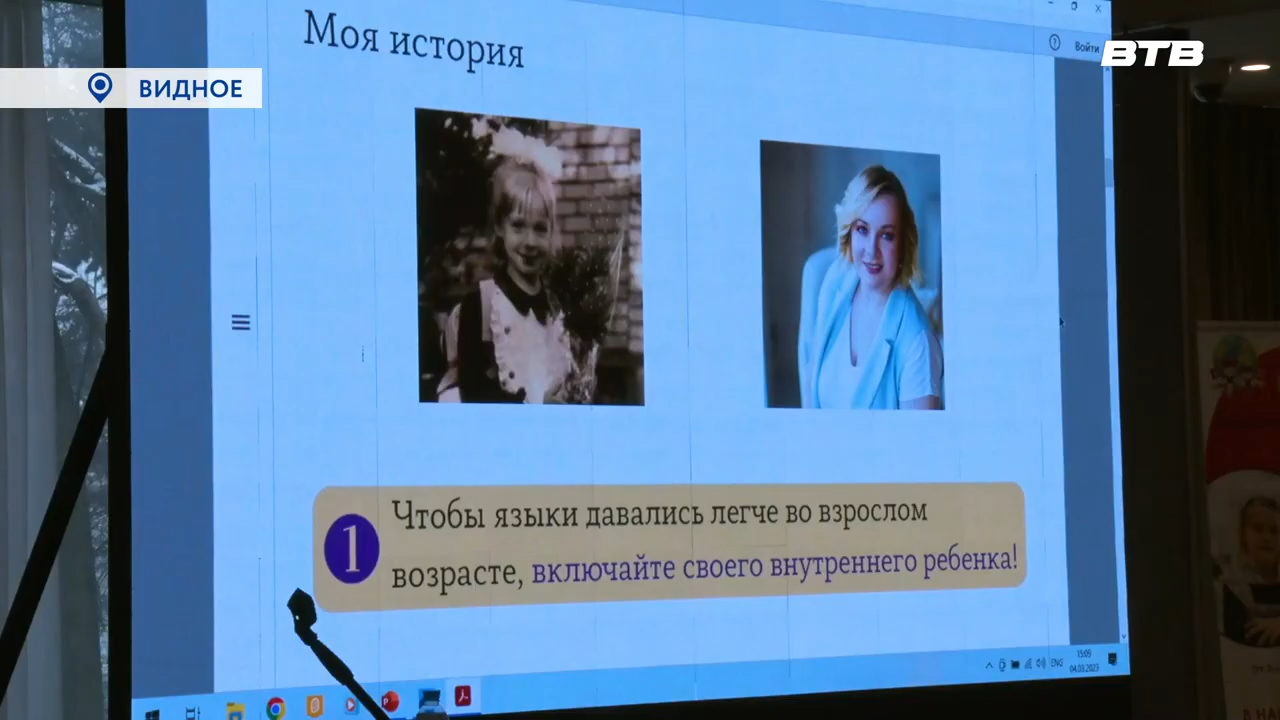 Моя история
Войти
ВТВ
ВИДНОЕ
1
Чтобы языки давались легче во взрослом
возрасте, включайте своего внутреннего ребенка!
ENG
15:09
04.03.2023